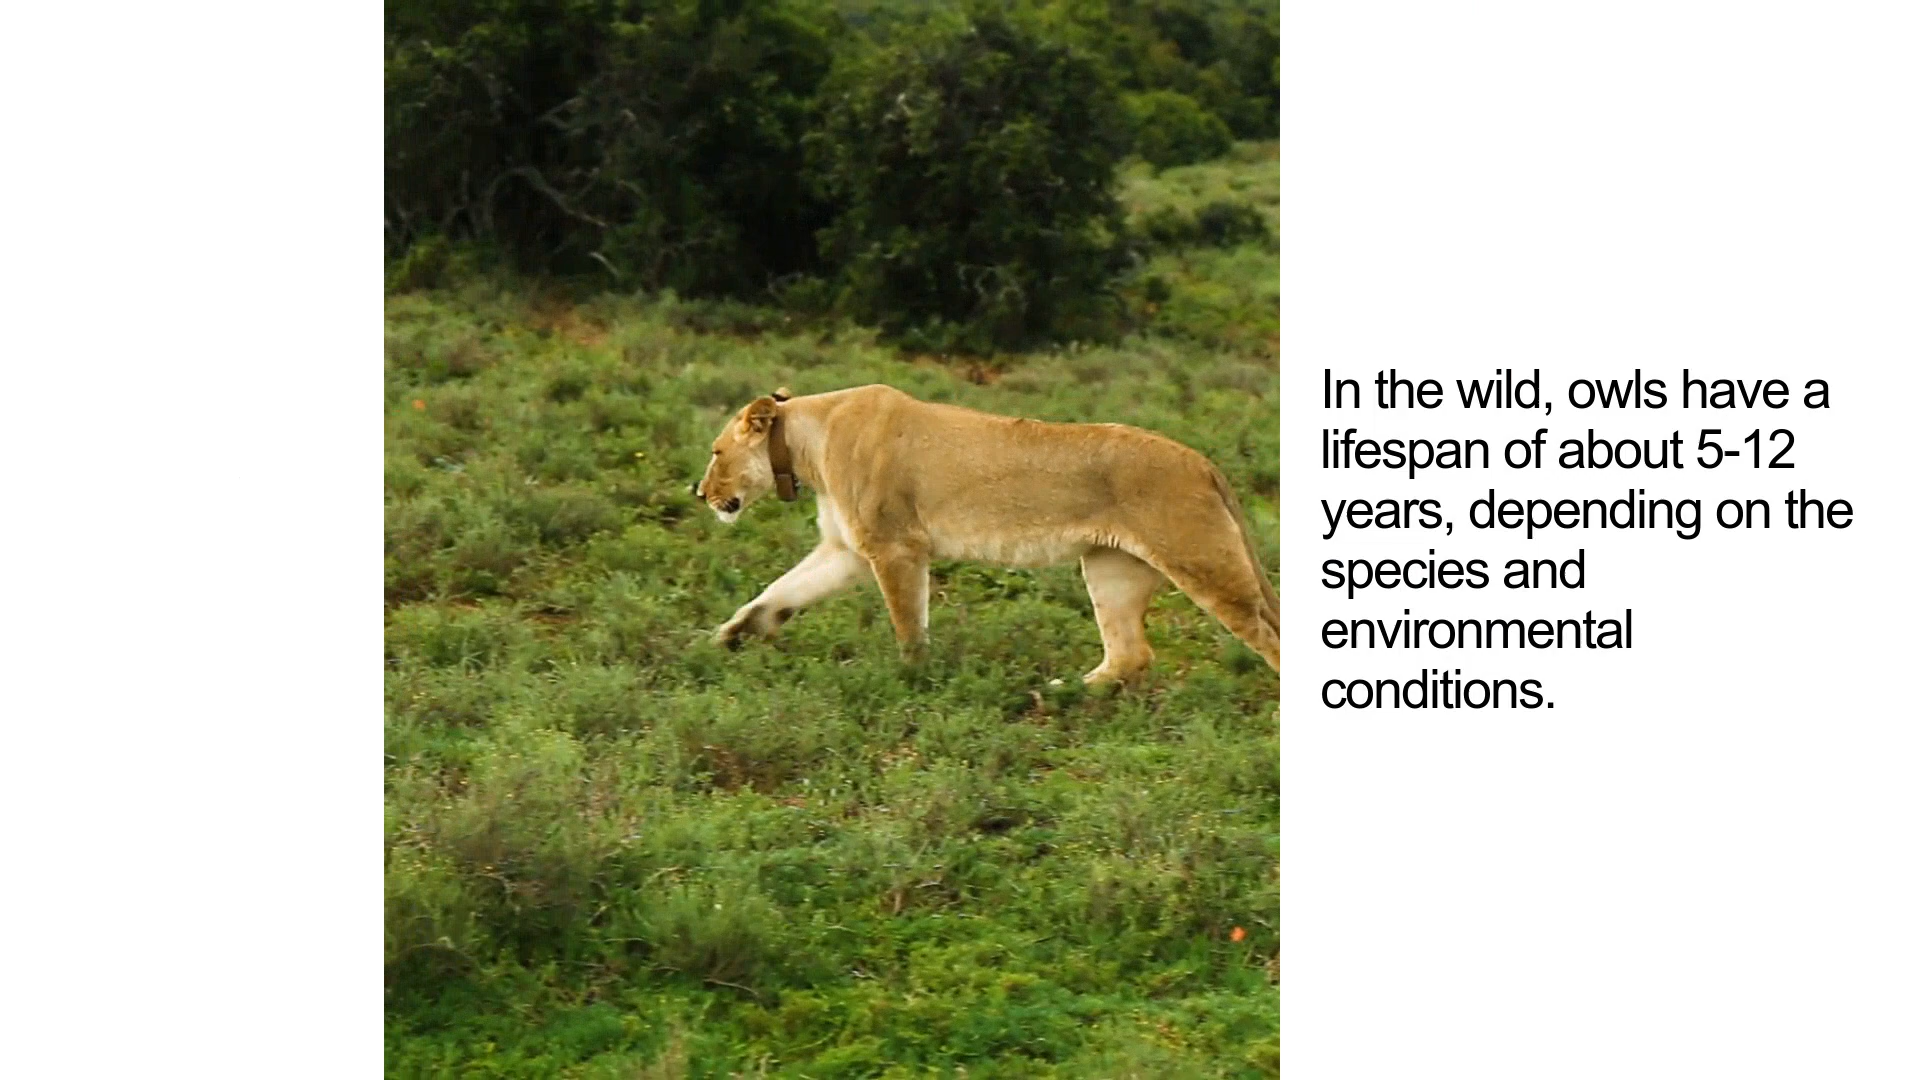 In the wild, owls have a
lifespan of about 5-12
years, depending on the
species and
environmental
conditions.